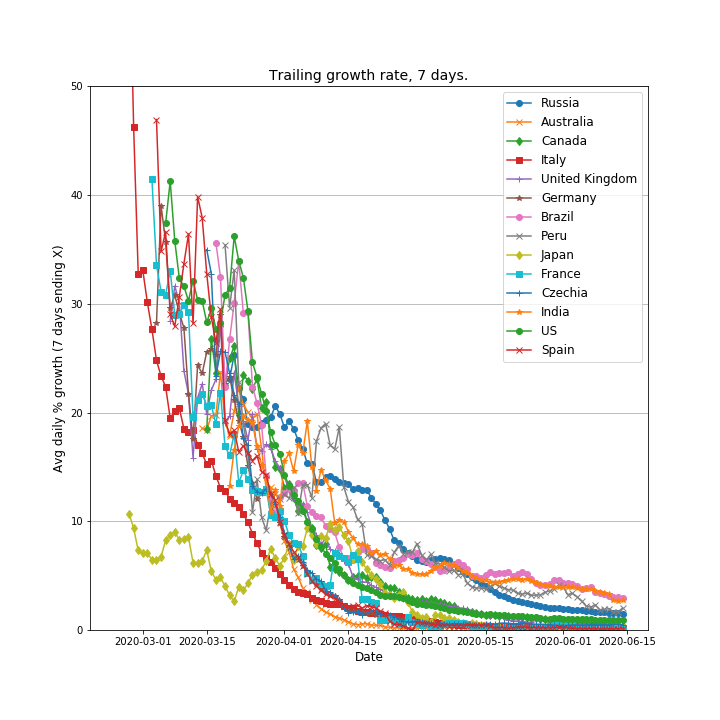 Trailing growth rate, 7 days.
Avg daily % growth (7 days ending X)
50
40
30
20
10
0
Russia
Australia
Canada
Italy
United Kingdom
Germany
Brazil
Peru
Japan
France
Czechia
India
US
Spain
2020-03-01 2020-03-15 2020-04-01 2020-04-15 2020-05-01 2020-05-15 2020-06-01 2020-06-15
Date